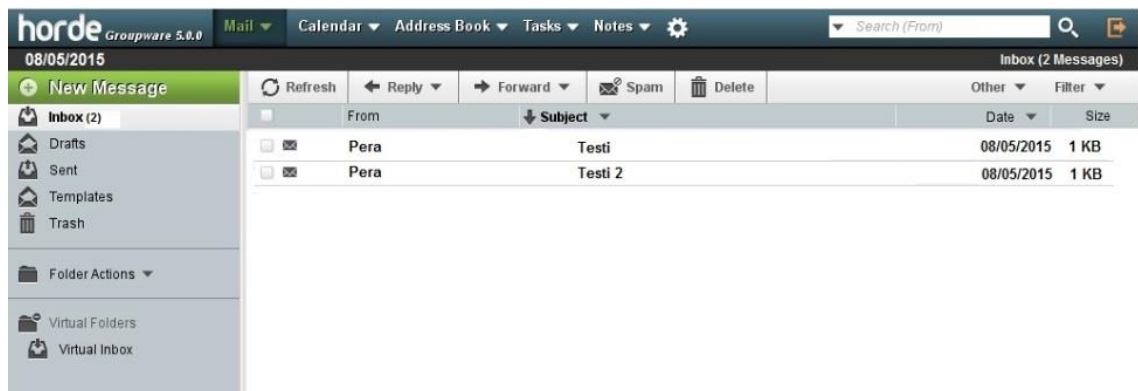 horde Groupware 5.0.0 Mail Calendar Address Book Tasks Notes Search (From)
08/05/2015 Inbox (2 Messages)
New Message Refresh Reply Forward Spam Delete Other Filter
Inbox (2) From Subject Date Size
Drafts Pera Testi 08/05/2015 1 KB
Sent Pera Testi 2 08/05/2015 1 KB
Templates
Trash
Folder Actions
Virtual Folders
Virtual Inbox